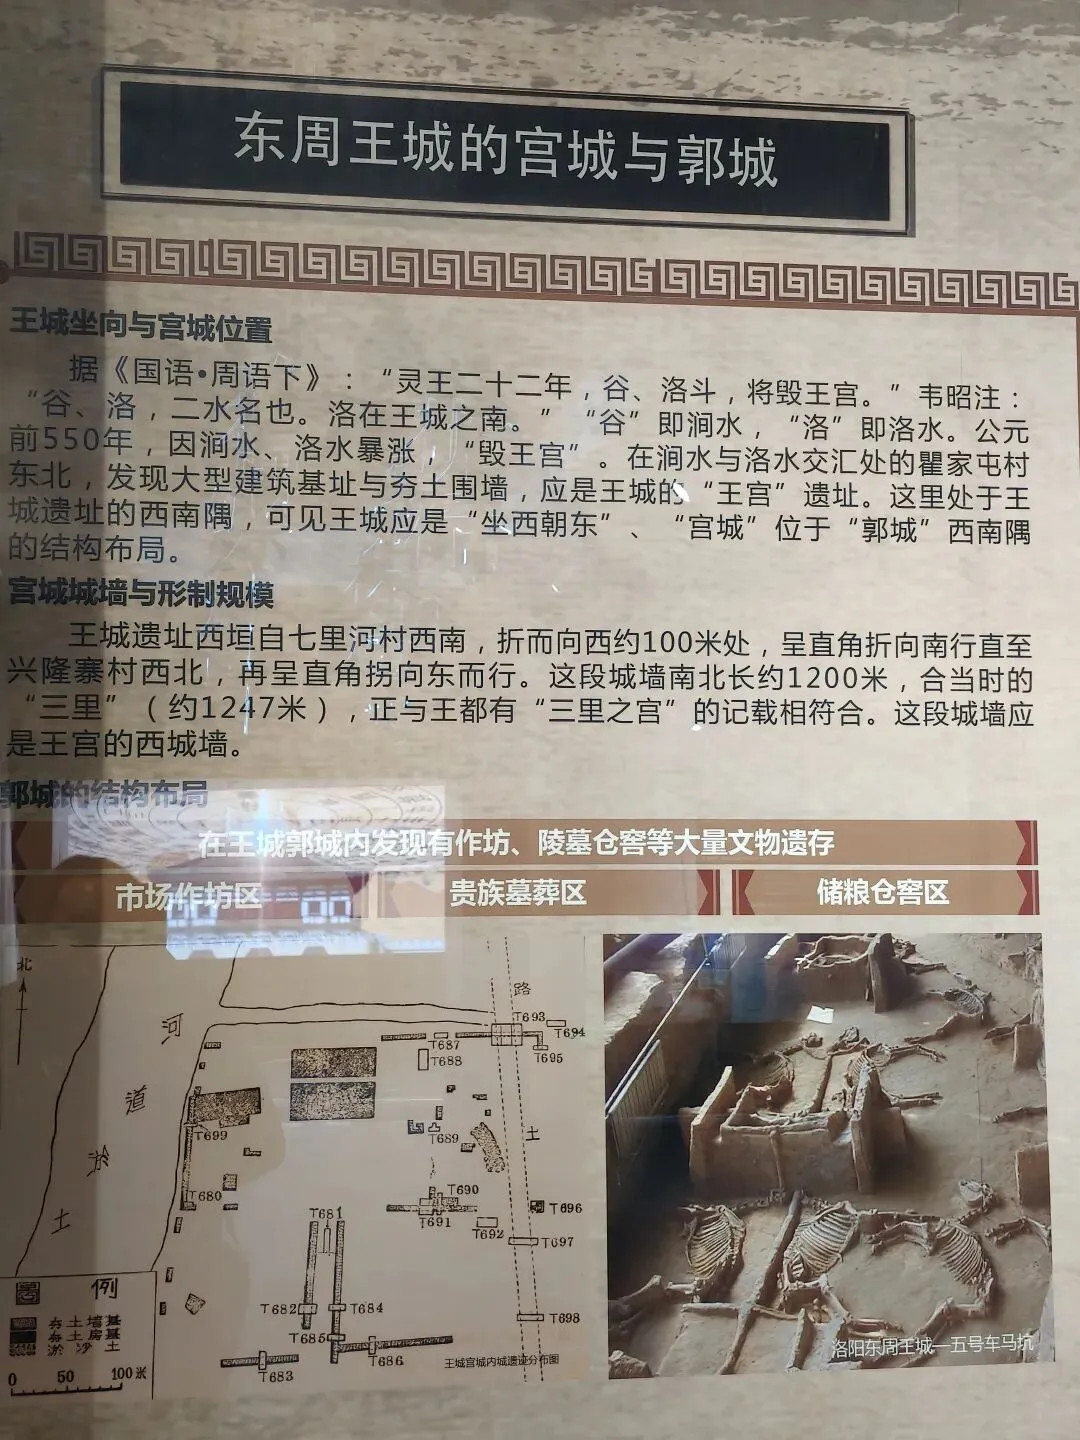 东周王城的宫城与郭城
王城坐向与宫城位置
据《国语•周语下》：“灵王二十二年，谷、洛斗，将毁王宫。”韦昭注：
“谷、洛，二水名也。洛在王城之南。”“谷”即涧水，“洛”即洛水。公元
前550年，因涧水、洛水暴涨，“毁王宫”。在涧水与洛水交汇处的瞿家屯村
东北，发现大型建筑基址与夯土围墙，应是王城的“王宫”遗址。这里处于王
城遗址的西南隅，可见王城应是“坐西朝东”、“宫城”位于“郭城”西南隅
的结构布局。
宫城城墙与形制规模
王城遗址西垣自七里河村西南，折而向西约100米处，呈直角折向南行直至
兴隆寨村西北，再呈直角拐向东而行。这段城墙南北长约1200米，合当时的
“三里”（约1247米），正与王都有“三里之宫”的记载相符合。这段城墙应
是王宫的西城墙。
郭城的结构布局
在王城郭城内发现有作坊、陵墓仓窖等大量文物遗存
市场作坊区 贵族墓葬区 储粮仓窖区
北
路
河
T693
T694
T687
T695
T688
道
土
T699
T689
淤
T680
T690
T696
土
T681
T691
T692
T697
图例
T682
T684
T698
夯土墙基
夯土房基
淤沙土
T685
T686
王城宫城内城遗迹分布图
T683
0 50 100米
洛阳东周王城—五号车马坑